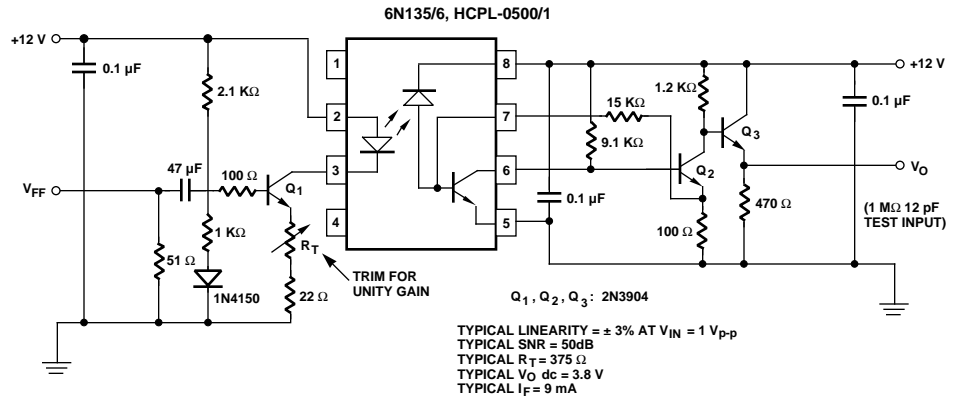 6N135/6, HCPL-0500/1
+12 V
0.1 µF
2.1 KΩ
1
2
3
4
8
7
6
5
15 KΩ
9.1 KΩ
1.2 KΩ
Q3
Q2
+12 V
0.1 µF
VO
(1 MΩ 12 pF
TEST INPUT)
47 µF
VFF
100 Ω
Q1
51 Ω
1 KΩ
1N4150
RT
22 Ω
TRIM FOR
UNITY GAIN
0.1 µF
100 Ω
470 Ω
Q1, Q2, Q3: 2N3904
TYPICAL LINEARITY = ± 3% AT VIN = 1 Vp-p
TYPICAL SNR = 50dB
TYPICAL RT = 375 Ω
TYPICAL VO dc = 3.8 V
TYPICAL IF = 9 mA